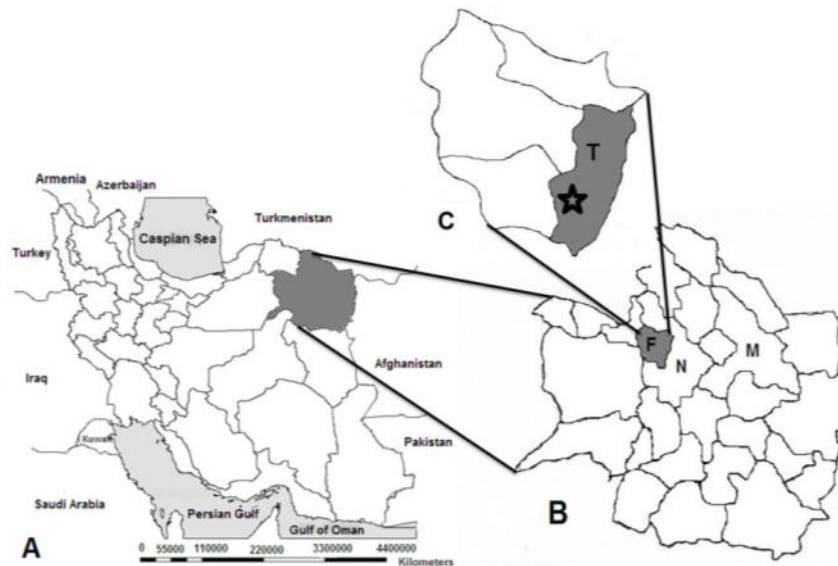 Armenia
Azerbaijan
Turkmenistan
Turkey
Caspian Sea
Iraq
Afghanistan
Kuwait
Pakistan
Saudi Arabia
Persian Gulf
Gulf of Oman
A
0 55000 110000 220000 3300000 4400000
Kilometers
T
C
F
N
M
B